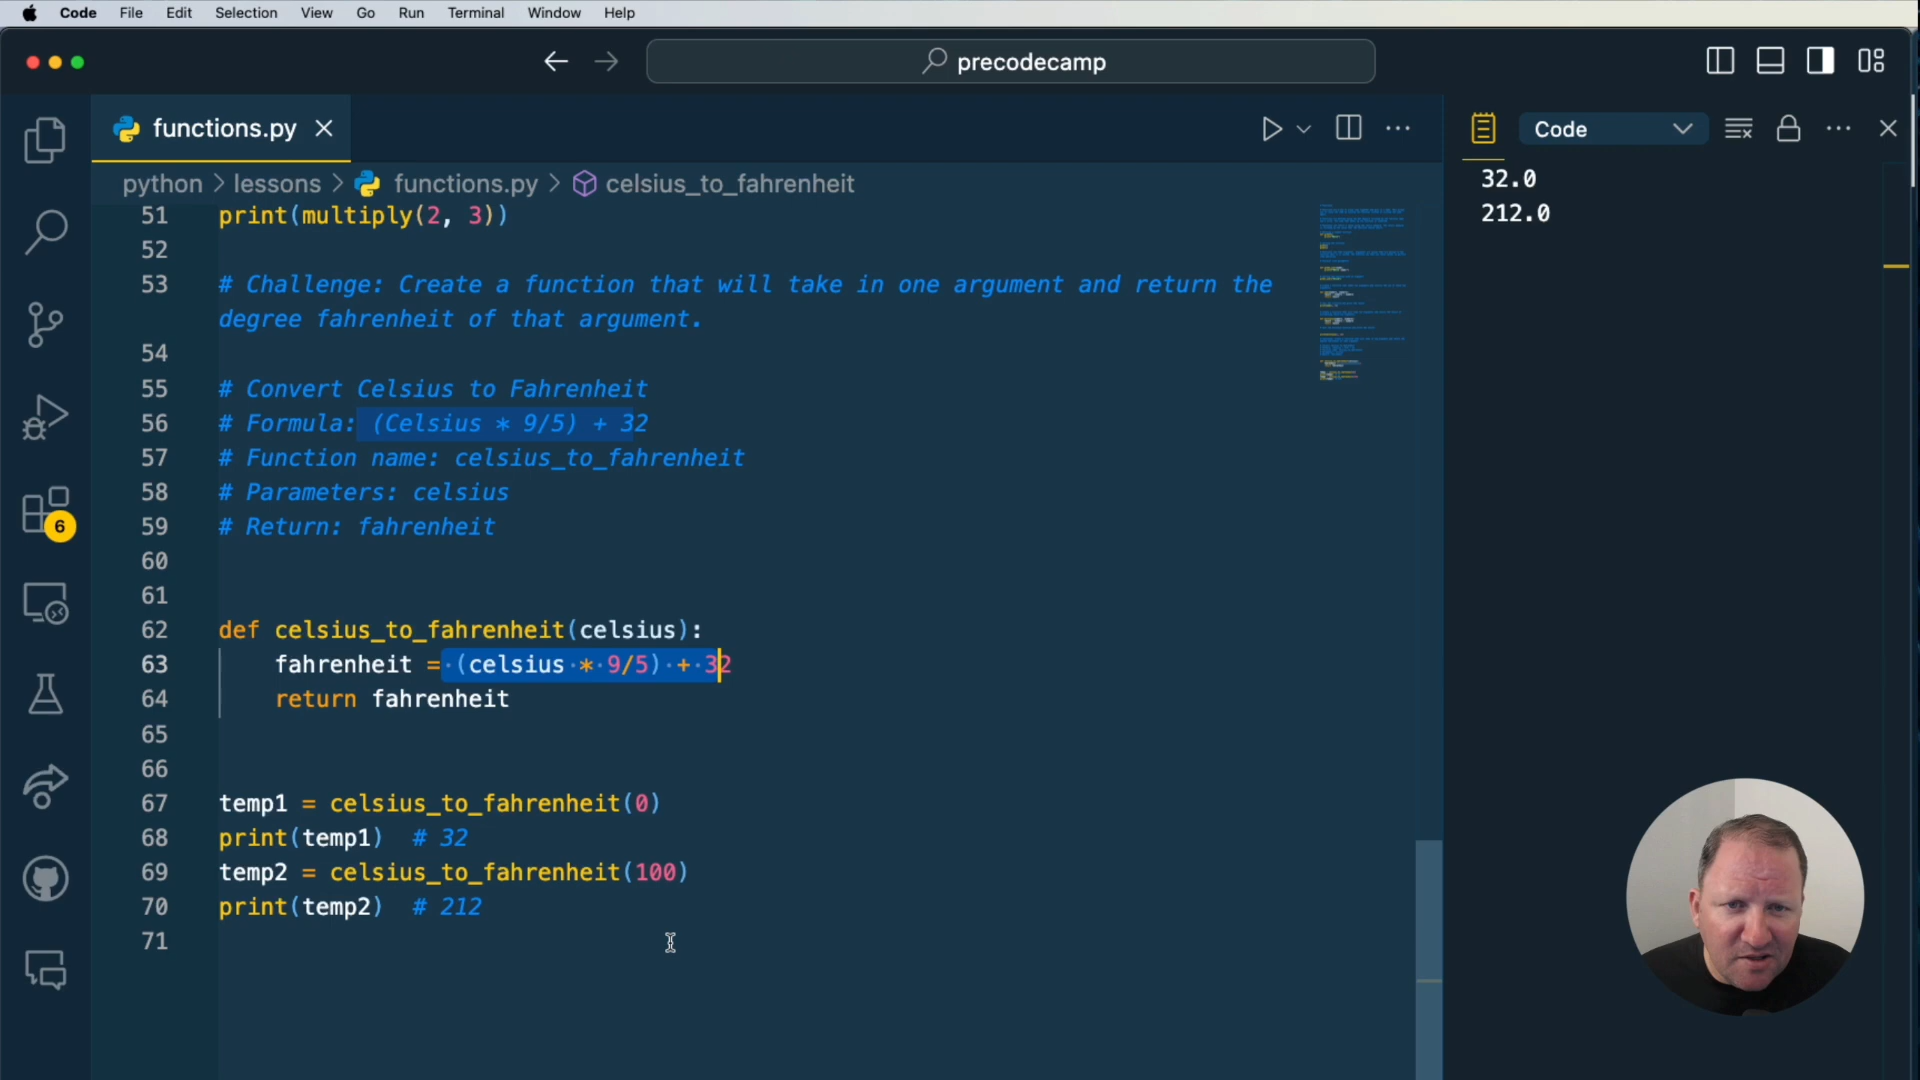 Code File Edit Selection View Go Run Terminal Window Help
precodecamp
functions.py
Code
python > lessons > functions.py > celsius_to_fahrenheit
32.0
212.0
51 print(multiply(2, 3))
52
53 # Challenge: Create a function that will take in one argument and return the
degree fahrenheit of that argument.
54
55 # Convert Celsius to Fahrenheit
56 # Formula: (Celsius * 9/5) + 32
57 # Function name: celsius_to_fahrenheit
58 # Parameters: celsius
59 # Return: fahrenheit
60
61
62 def celsius_to_fahrenheit(celsius):
63 fahrenheit = (celsius * 9/5) + 32
64 return fahrenheit
65
66
67 temp1 = celsius_to_fahrenheit(0)
68 print(temp1) # 32
69 temp2 = celsius_to_fahrenheit(100)
70 print(temp2) # 212
71
6